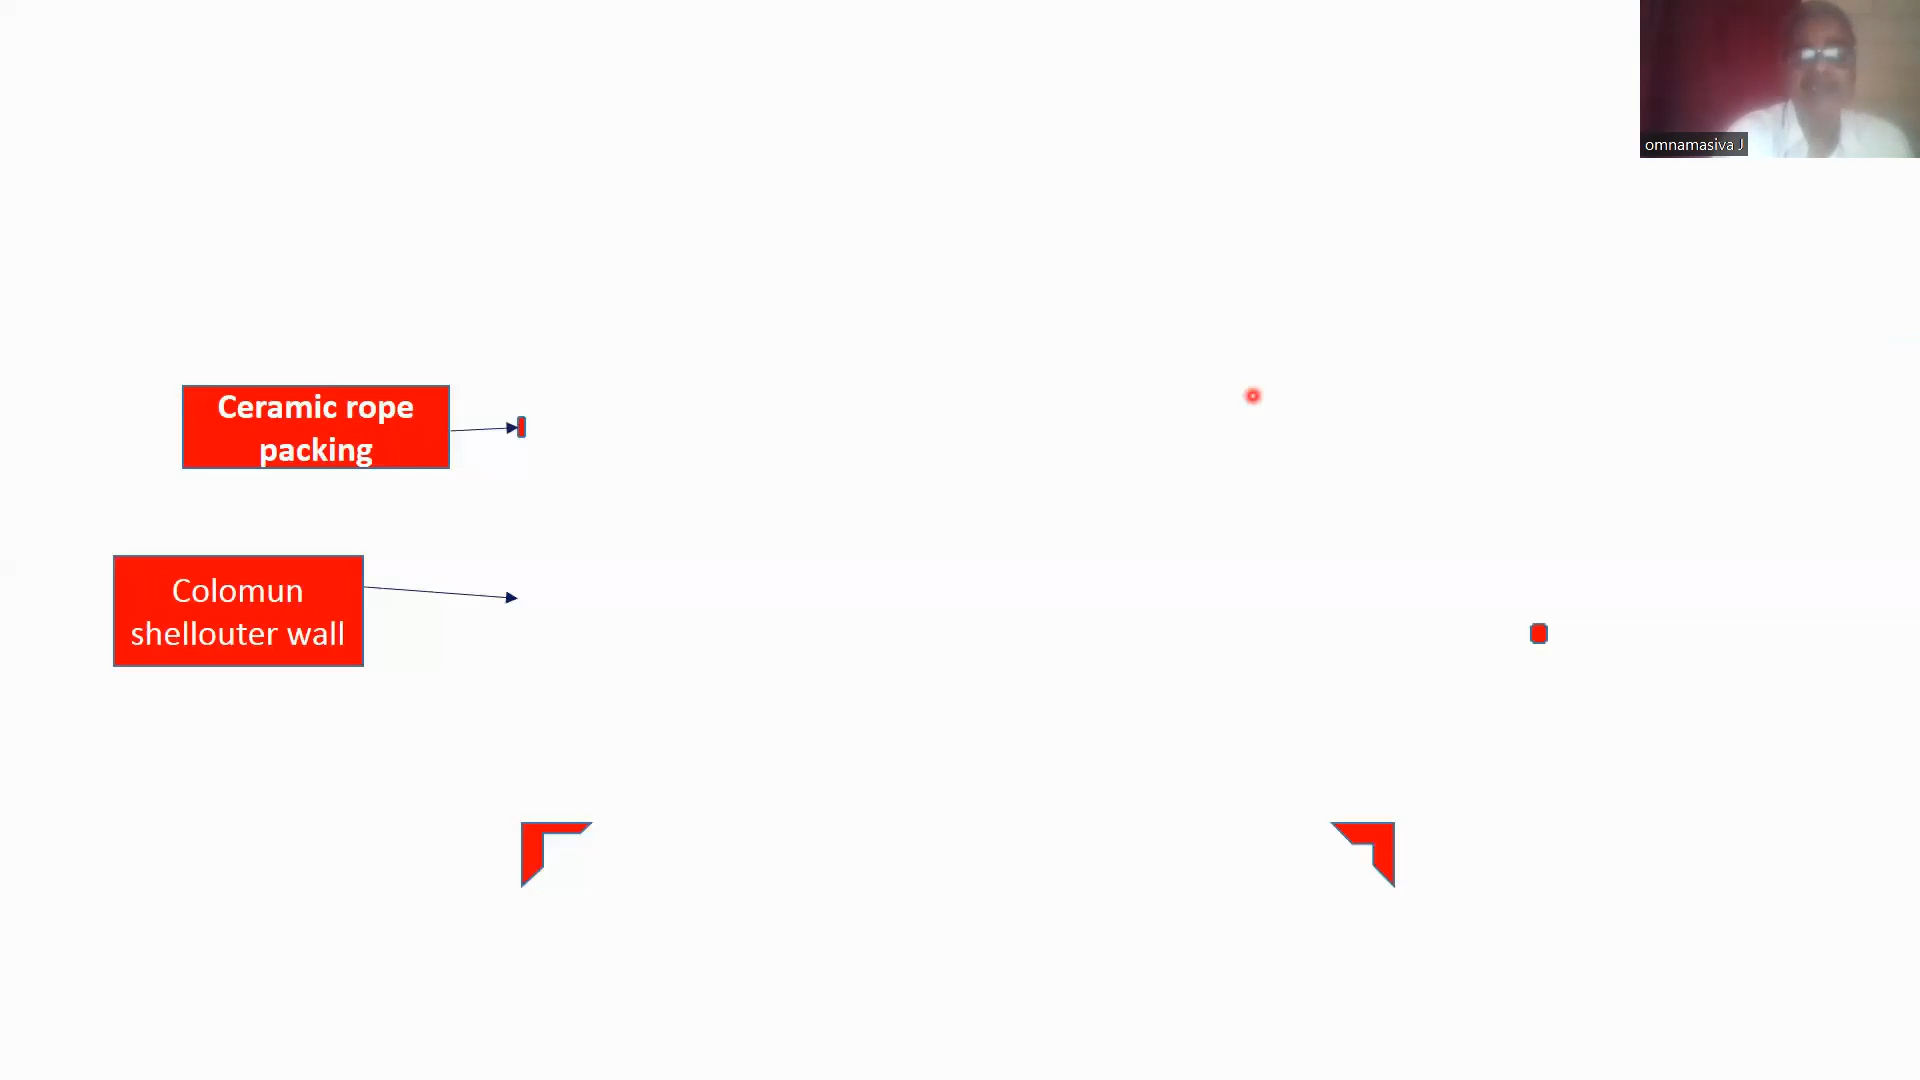 omnamasiva J
Ceramic rope
packing
Colomun
shellouter wall